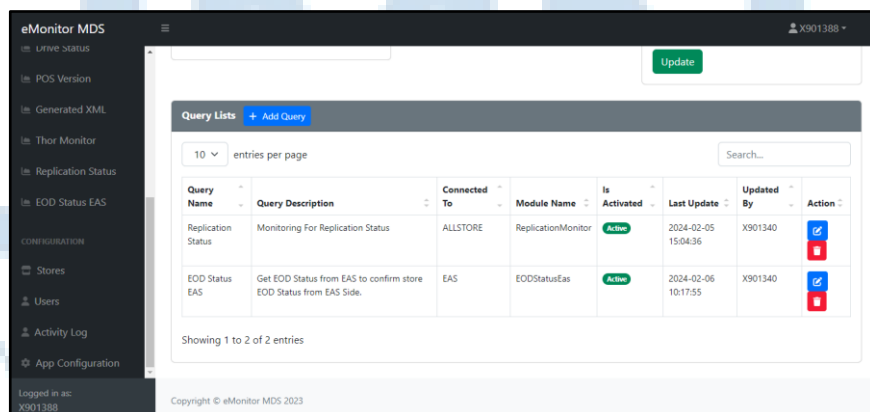 eMonitor MDS
X901388
Drive Status
POS Version
Generated XML
Thor Monitor
Replication Status
EOD Status EAS
CONFIGURATION
Stores
Users
Activity Log
App Configuration
Logged in as:
X901388
Update
Query Lists + Add Query
10 entries per page
Search...
Query Name Query Description Connected To Module Name Is Activated Last Update Updated By Action
Replication Status Monitoring For Replication Status ALLSTORE ReplicationMonitor Active 2024-02-05 15:04:36 X901340
EOD Status EAS Get EOD Status from EAS to confirm store EOD Status from EAS Side. EAS EODStatusEas Active 2024-02-06 10:17:55 X901340
Showing 1 to 2 of 2 entries
Copyright © eMonitor MDS 2023